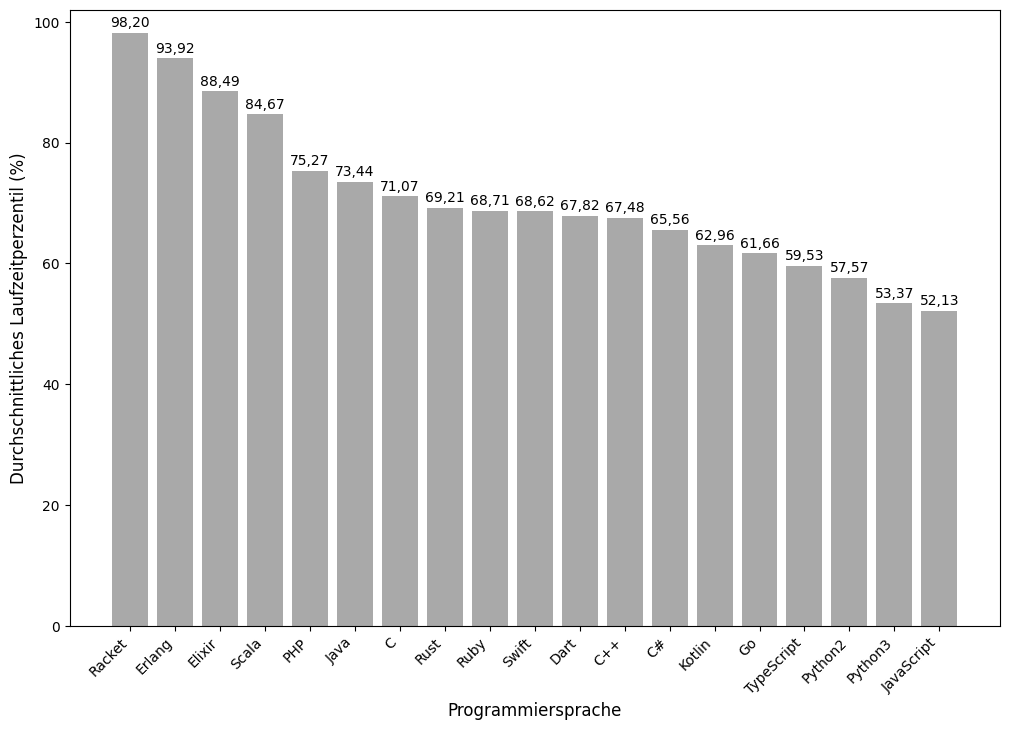 Durchschnittliches Laufzeitperzentil (%)
100
80
60
40
20
0
98,20
93,92
88,49
84,67
75,27
73,44
71,07
69,21
68,71
68,62
67,82
67,48
65,56
62,96
61,66
59,53
57,57
53,37
52,13
Racket
Erlang
Elixir
Scala
PHP
Java
C
Rust
Ruby
Swift
Dart
C++
C#
Kotlin
Go
TypeScript
Python2
Python3
JavaScript
Programmiersprache